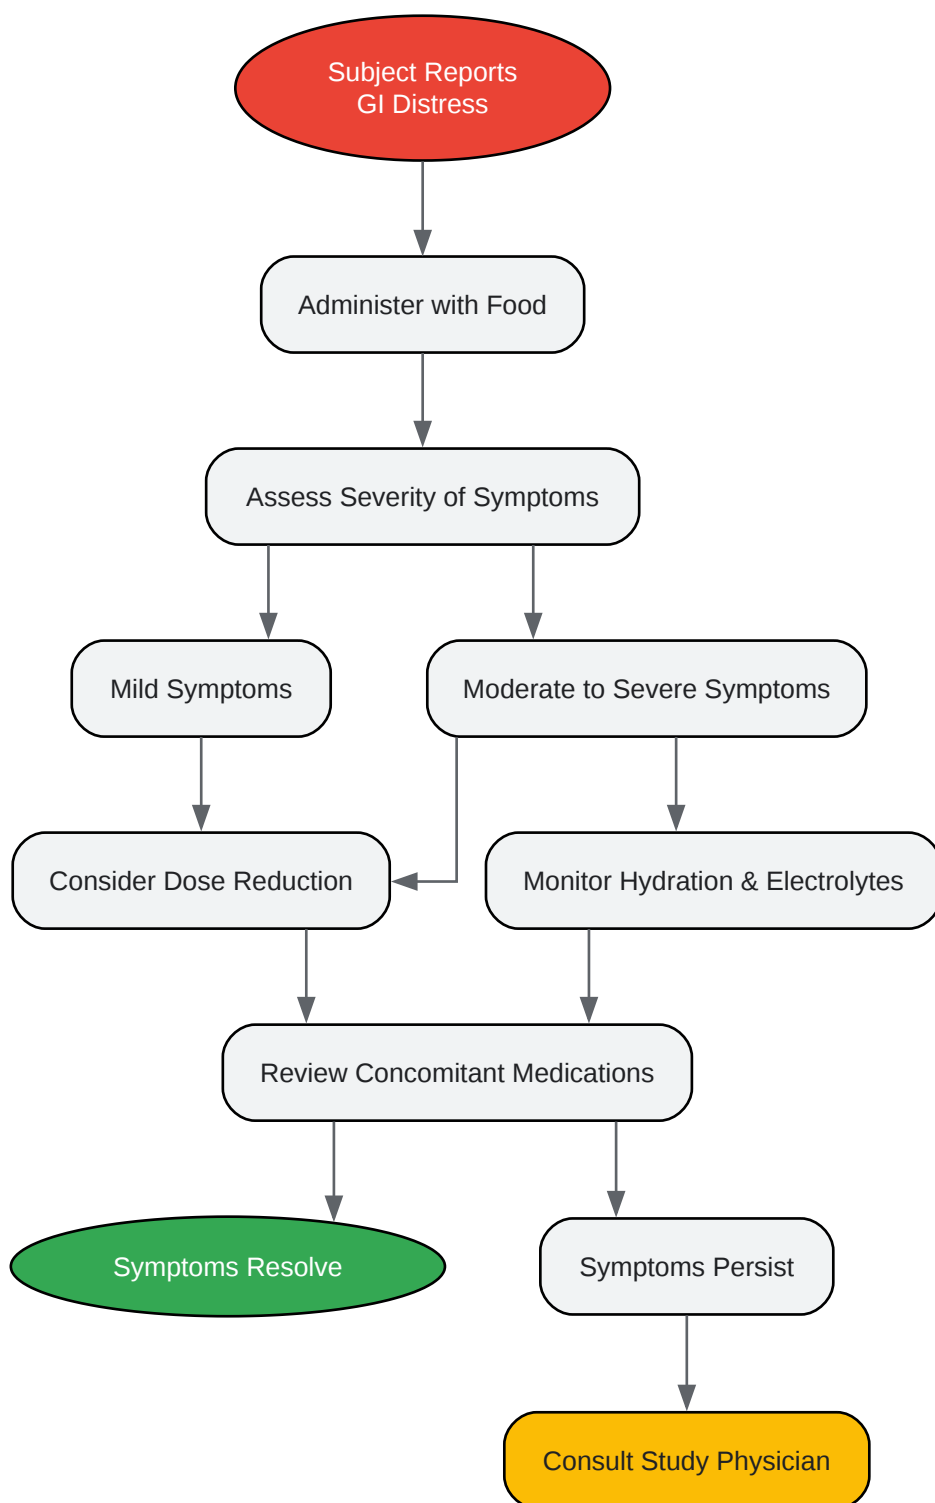 Subject Reports
GI Distress
Administer with Food
Assess Severity of Symptoms
Mild Symptoms
Moderate to Severe Symptoms
Consider Dose Reduction
Monitor Hydration & Electrolytes
Review Concomitant Medications
Symptoms Resolve
Symptoms Persist
Consult Study Physician